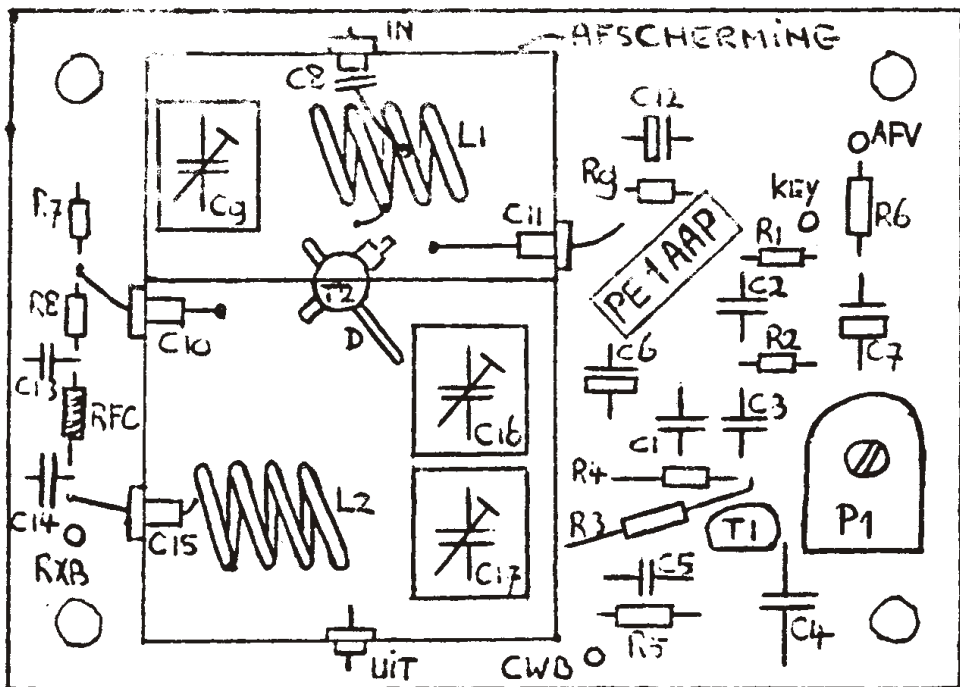 IN
AFSCHERMING
C8
C12
L1
AFV
C9
R9
KEY
R7
C11
R6
R1
PE1AAP
T2
C2
R8
C10
D
C6
R2
C7
C13
RFC
C16
C1
C3
R4
C14
L2
R3
T1
P1
C15
RXB
C17
C5
C4
R5
UiT
CWB